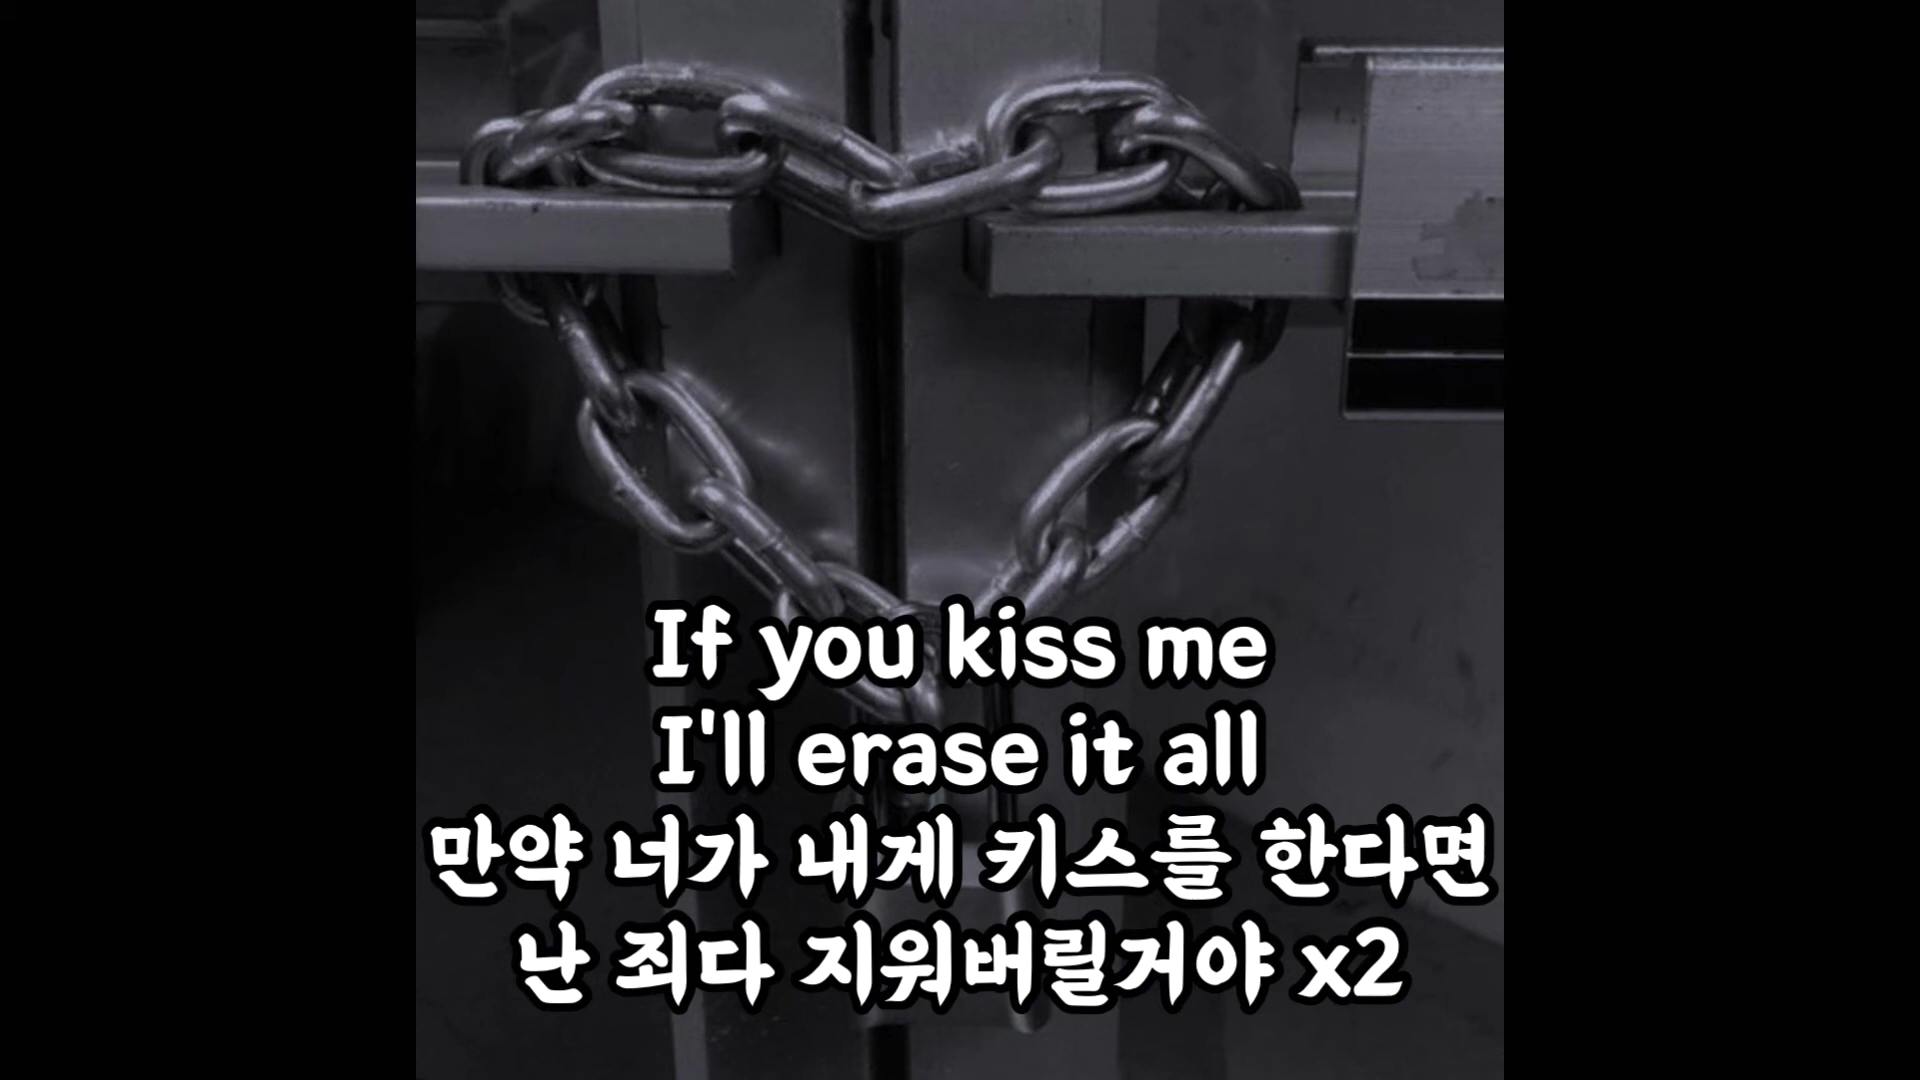 If you kiss me
I'll erase it all
만약 너가 내게 키스를 한다면
난 죄다 지워버릴거야 x2